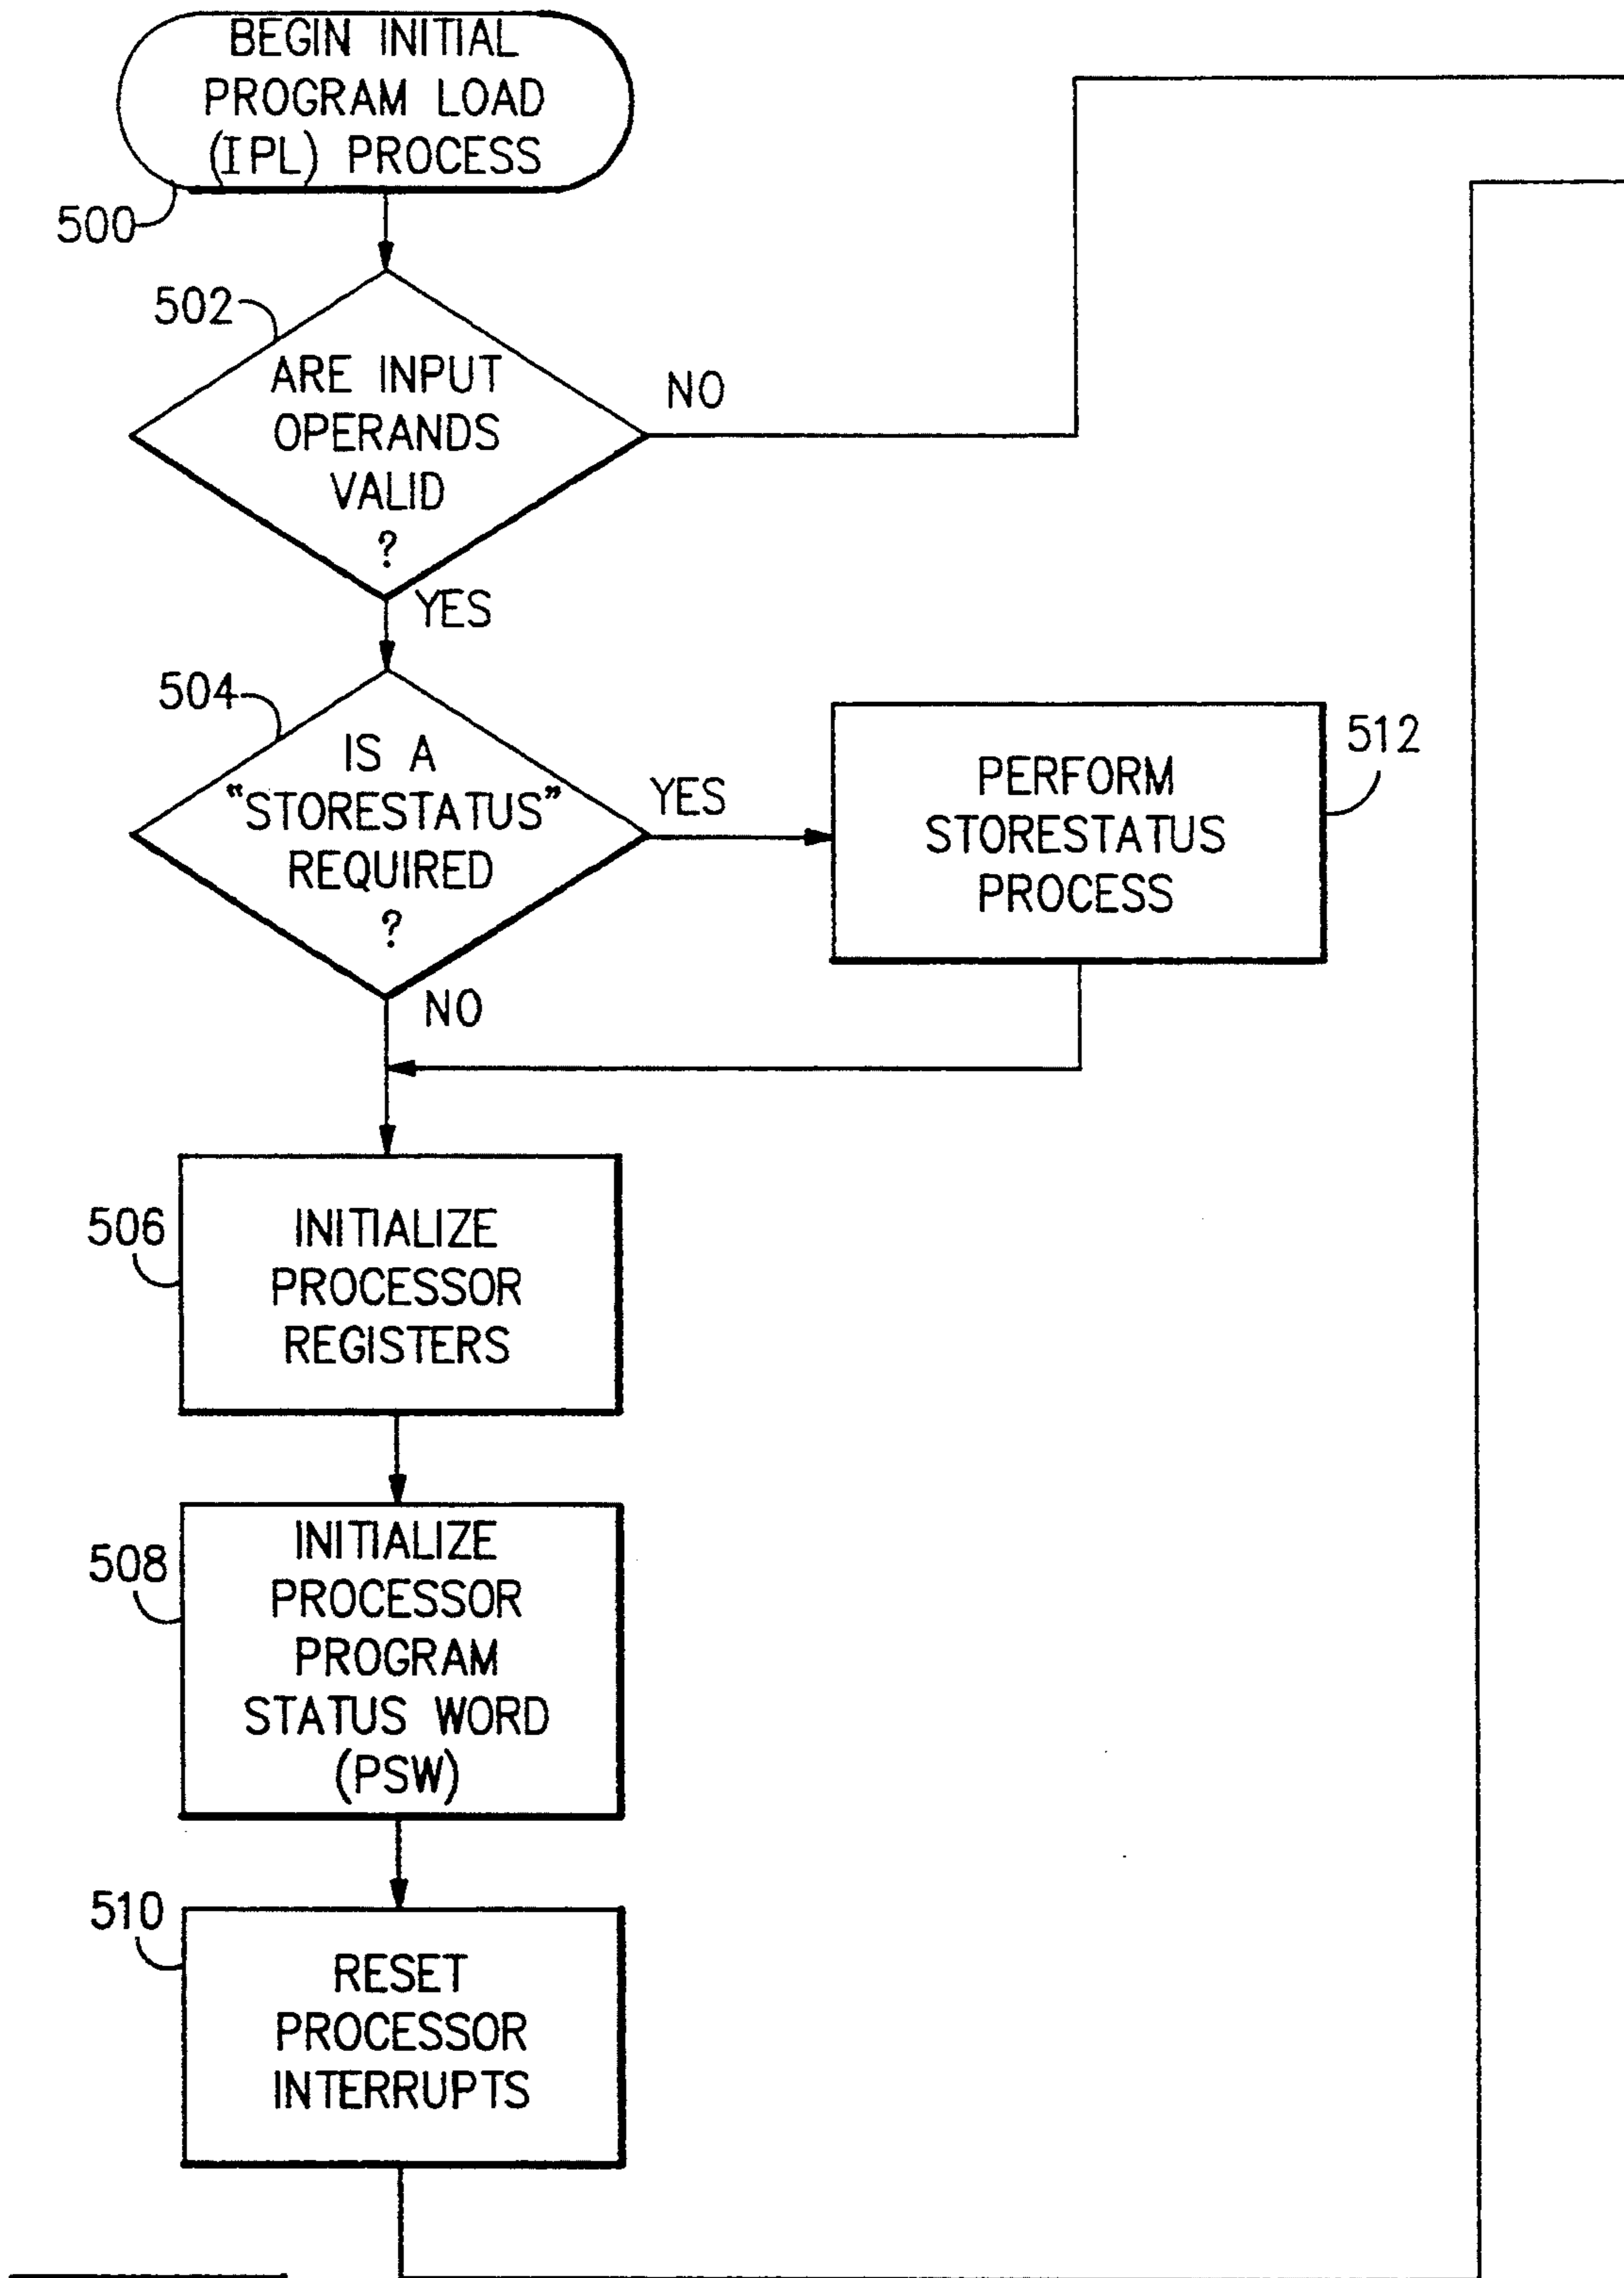 BEGIN INITIAL
PROGRAM LOAD
(IPL) PROCESS
500
502
ARE INPUT
OPERANDS
VALID
?
NO
YES
504
IS A
"STORESTATUS"
REQUIRED
?
YES
NO
PERFORM
STORESTATUS
PROCESS
512
506
INITIALIZE
PROCESSOR
REGISTERS
508
INITIALIZE
PROCESSOR
PROGRAM
STATUS WORD
(PSW)
510
RESET
PROCESSOR
INTERRUPTS